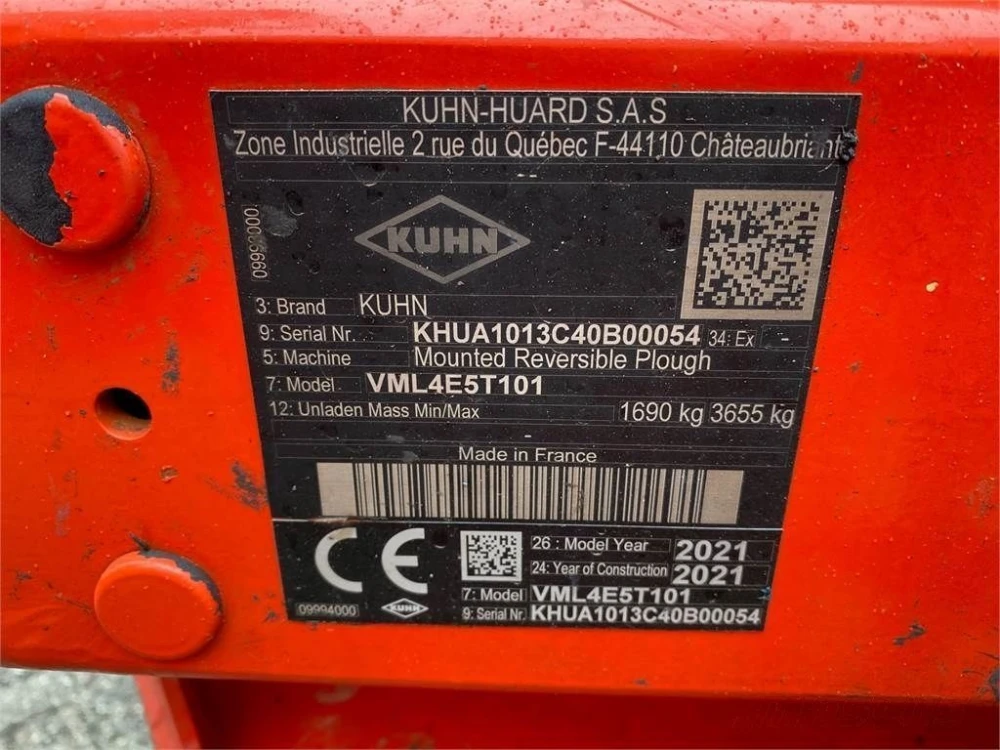 KUHN-HUARD S.A.S
Zone Industrielle 2 rue du Québec F-44110 Châteaubriant
KUHN
3: Brand KUHN
9: Serial Nr. KHUA1013C40B00054 34: Ex -
5: Machine Mounted Reversible Plough
7: Model VML4E5T101
12: Unladen Mass Min/Max 1690 kg 3655 kg
Made in France
CE
26 : Model Year 2021
24: Year of Construction 2021
7: Model VML4E5T101
9: Serial Nr. KHUA1013C40B00054
09994000
KUHN